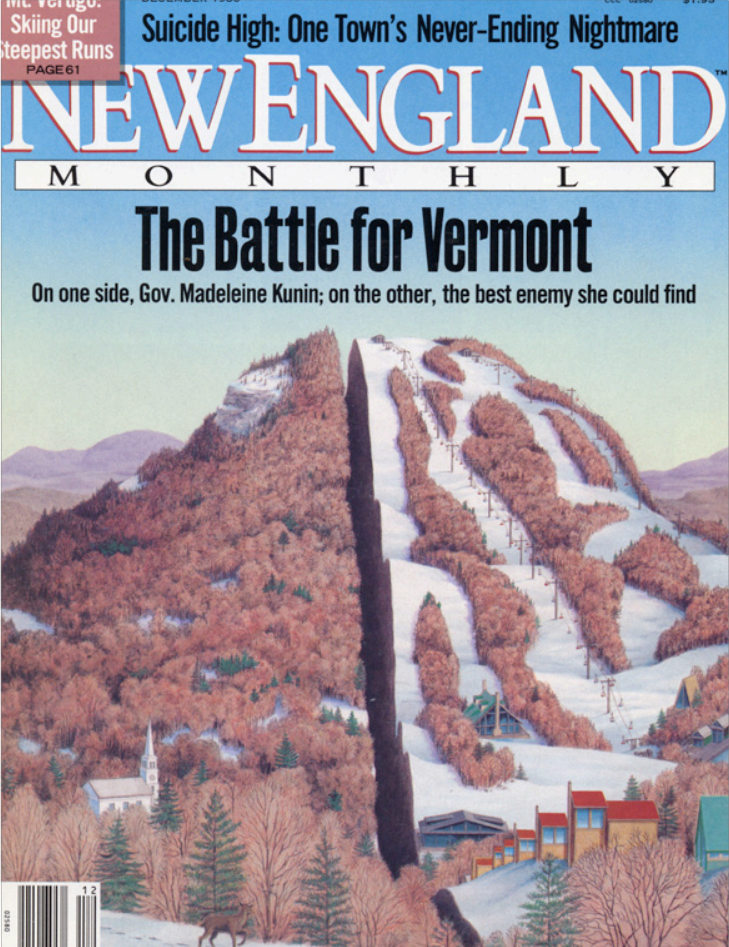 Mt. Vertigo:
Skiing Our
Steepest Runs
PAGE 61
Suicide High: One Town's Never-Ending Nightmare
NEW ENGLAND™
MONTHLY
The Battle for Vermont
On one side, Gov. Madeleine Kunin; on the other, the best enemy she could find
12
02580